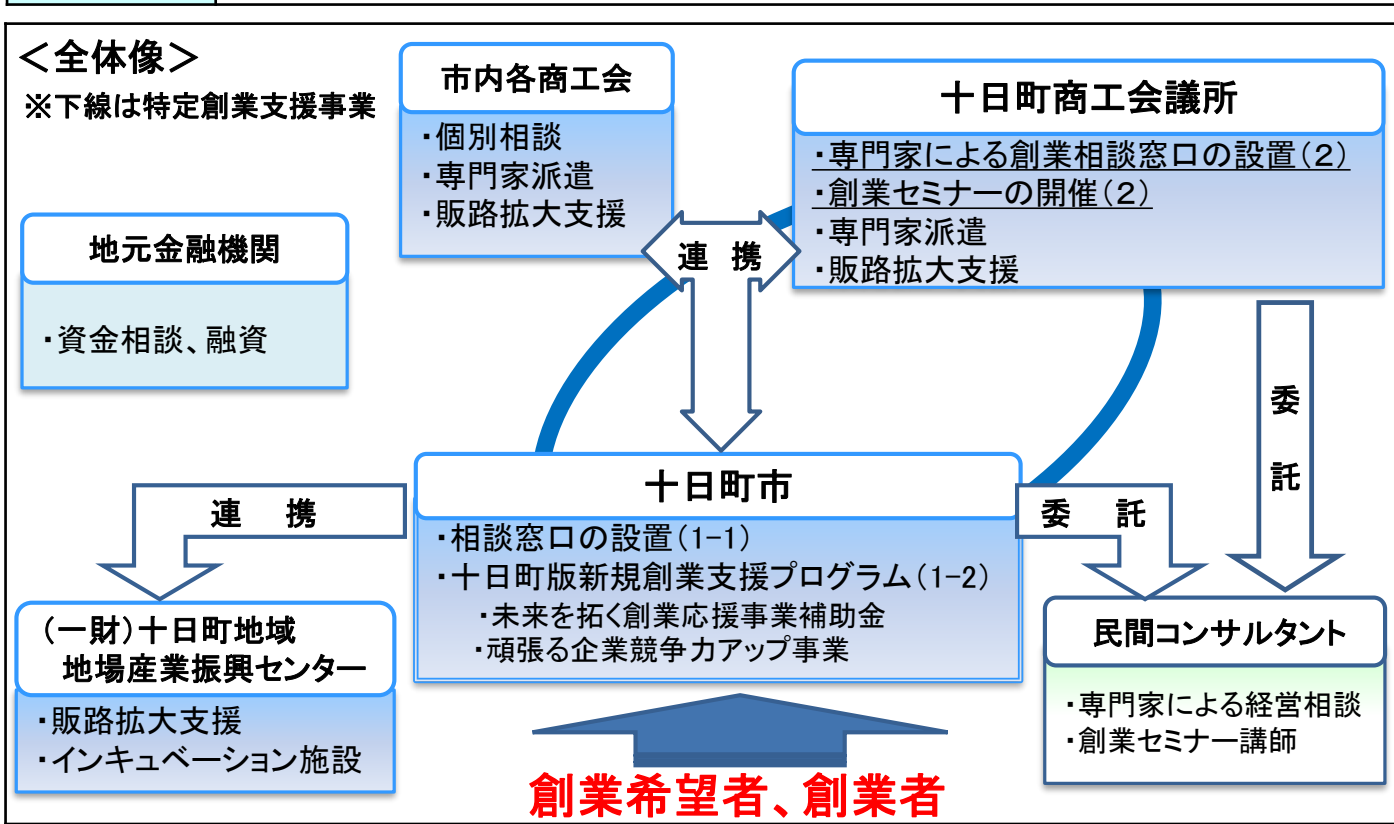 ＜全体像＞
※下線は特定創業支援事業
市内各商工会
・個別相談
・専門家派遣
・販路拡大支援
十日町商工会議所
・専門家による創業相談窓口の設置(2)
・創業セミナーの開催(2)
・専門家派遣
・販路拡大支援
地元金融機関
・資金相談、融資
連 携
委
託
十日町市
・相談窓口の設置(1-1)
・十日町版新規創業支援プログラム(1-2)
・未来を拓く創業応援事業補助金
・頑張る企業競争力アップ事業
連 携
委 託
（一財）十日町地域
地場産業振興センター
・販路拡大支援
・インキュベーション施設
民間コンサルタント
・専門家による経営相談
・創業セミナー講師
創業希望者、創業者